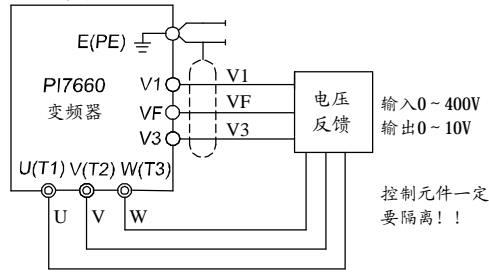 E(PE)
PI7660
变频器
V1
VF
V3
V1
VF
V3
电压
反馈
输入0~400V
输出0~10V
U(T1) V(T2) W(T3)
U V W
控制元件一定
要隔离!!